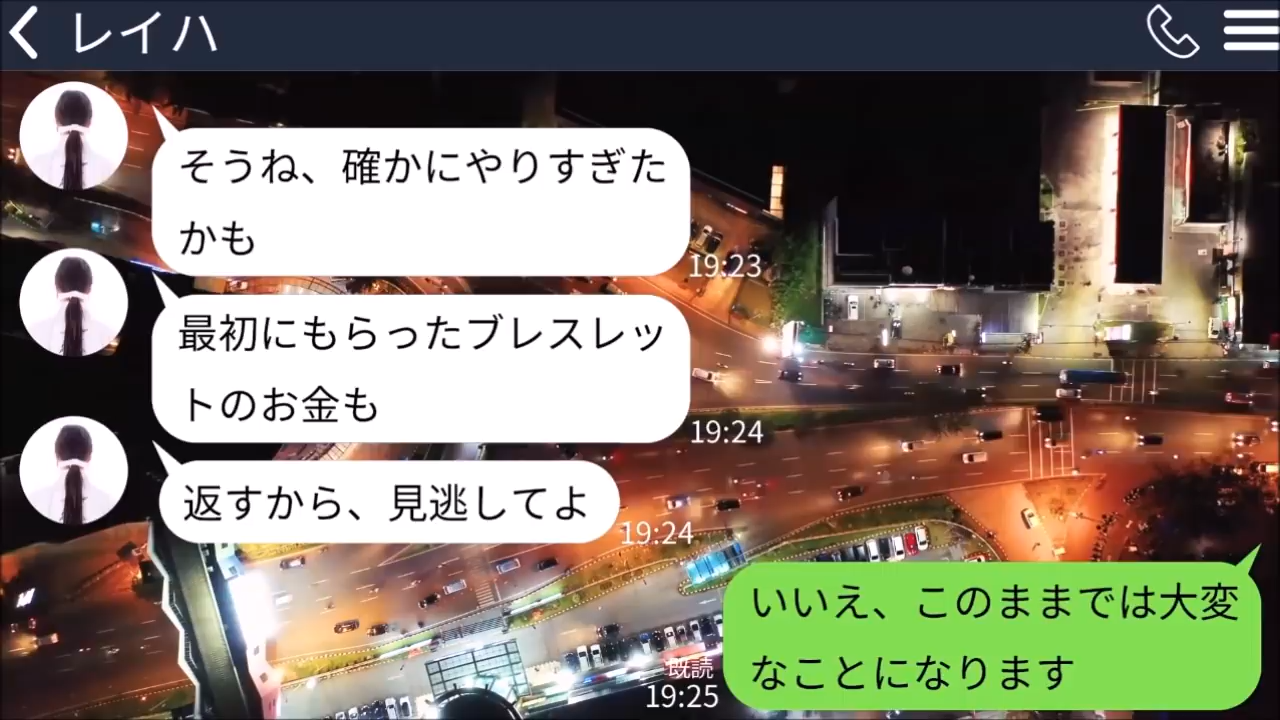 レイハ
そうね、確かにやりすぎた
かも
19:23
最初にもらったブレスレッ
トのお金も
19:24
返すから、見逃してよ
19:24
いいえ、このままでは大変
なことになります
既読
19:25